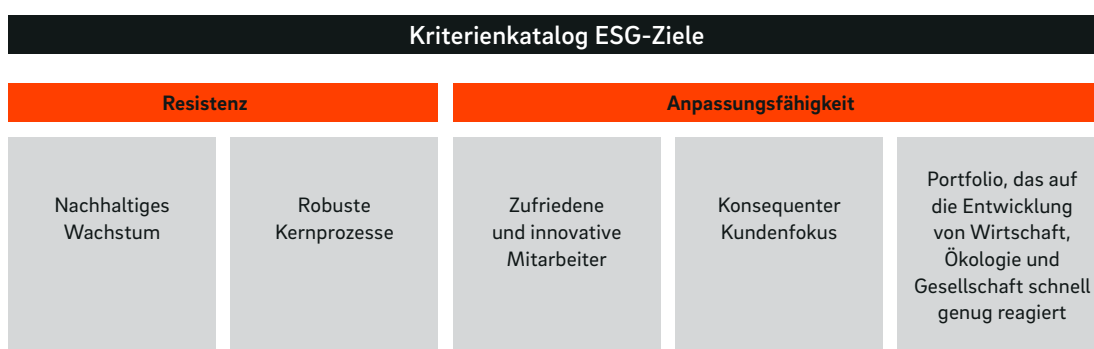 Kriterienkatalog ESG-Ziele
Resistenz
Anpassungsfähigkeit
Nachhaltiges
Wachstum
Robuste
Kernprozesse
Zufriedene
und innovative
Mitarbeiter
Konsequenter
Kundenfokus
Portfolio, das auf
die Entwicklung
von Wirtschaft,
Ökologie und
Gesellschaft schnell
genug reagiert